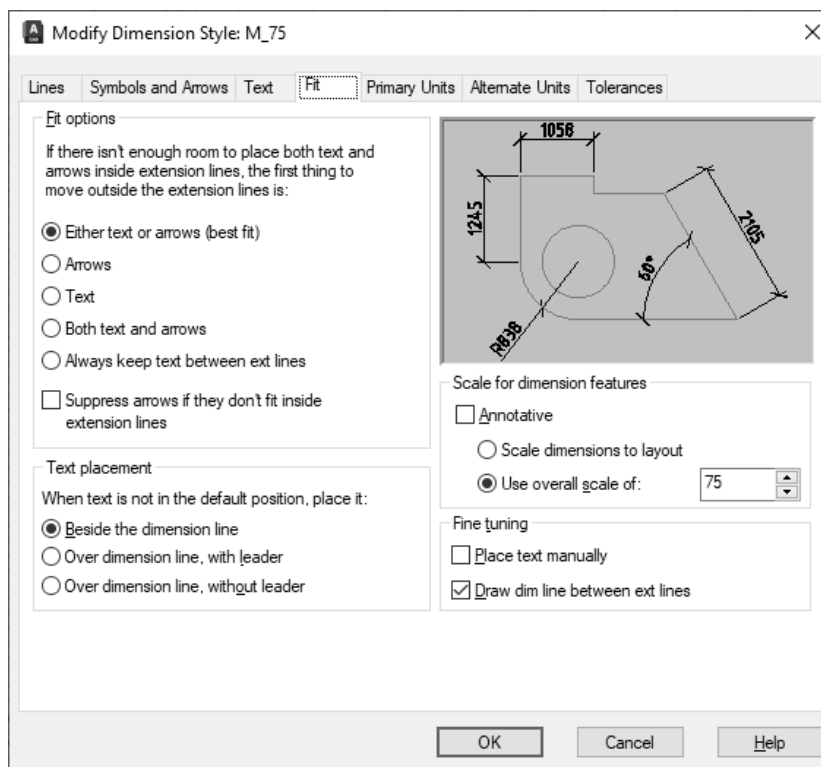 A
CAD
Modify Dimension Style: M_75
Lines
Symbols and Arrows
Text
Fit
Primary Units
Alternate Units
Tolerances
Fit options
If there isn't enough room to place both text and
arrows inside extension lines, the first thing to
move outside the extension lines is:
Either text or arrows (best fit)
Arrows
Text
Both text and arrows
Always keep text between ext lines
Suppress arrows if they don't fit inside
extension lines
Text placement
When text is not in the default position, place it:
Beside the dimension line
Over dimension line, with leader
Over dimension line, without leader
1058
1245
2105
60°
R838
Scale for dimension features
Annotative
Scale dimensions to layout
Use overall scale of:
75
Fine tuning
Place text manually
Draw dim line between ext lines
OK
Cancel
Help